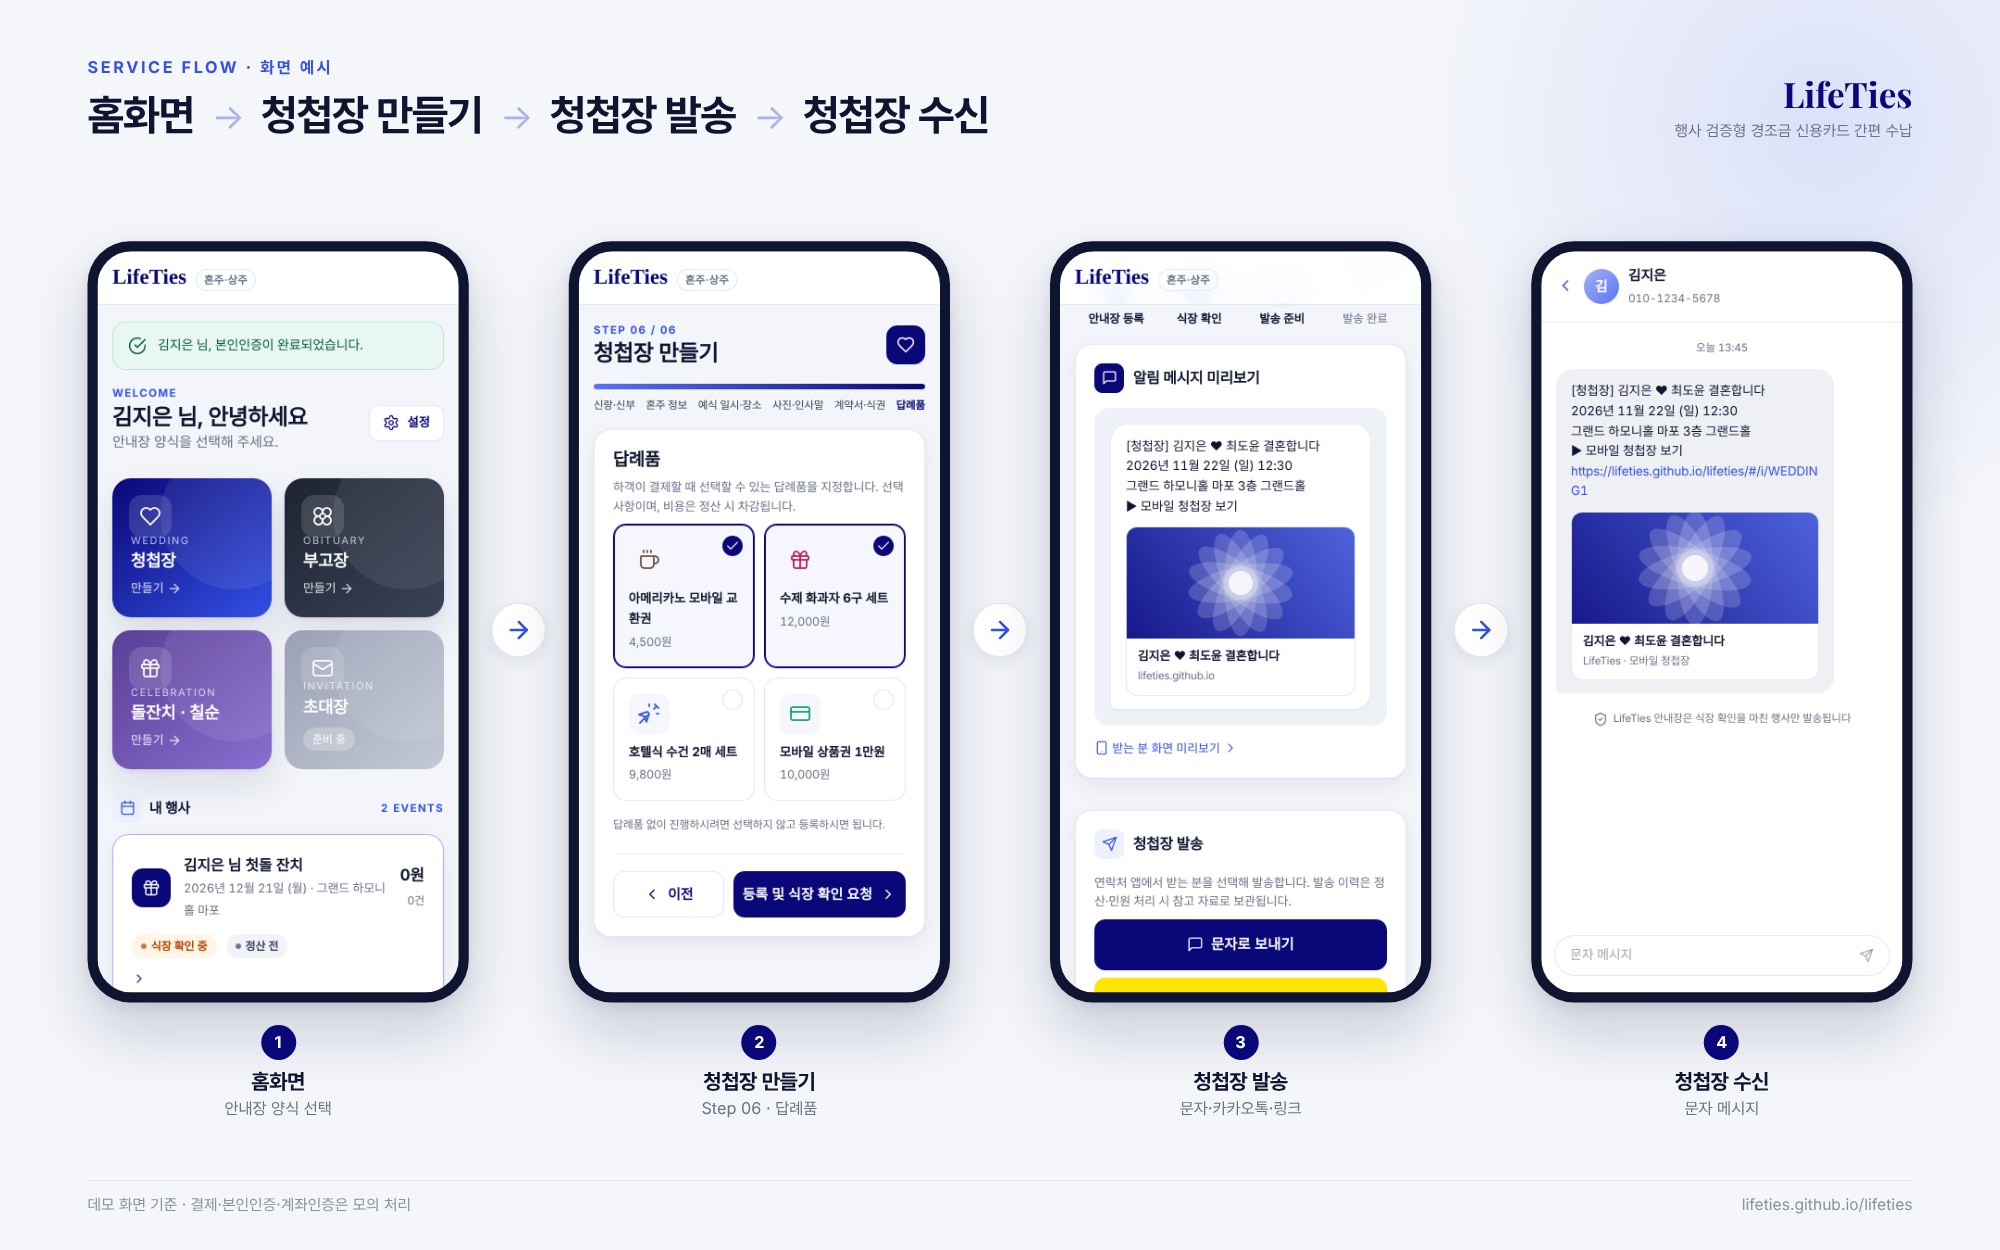 SERVICE FLOW · 화면 예시
홈화면 → 청첩장 만들기 → 청첩장 발송 → 청첩장 수신
LifeTies
행사 검증형 경조금 신용카드 간편 수납
LifeTies 혼주·상주
김지은 님, 본인인증이 완료되었습니다.
WELCOME
김지은 님, 안녕하세요
안내장 양식을 선택해 주세요.
설정
WEDDING
청첩장
만들기 →
OBITUARY
부고장
만들기 →
CELEBRATION
돌잔치 · 칠순
만들기 →
INVITATION
초대장
준비 중
내 행사
2 EVENTS
김지은 님 첫돌 잔치
2026년 12월 21일 (월) · 그랜드 하모니
홀 마포
0원
0건
식장 확인 중
정산 전
LifeTies 혼주·상주
STEP 06 / 06
청첩장 만들기
신랑·신부 혼주 정보 예식 일시·장소 사진·인사말 계약서·식권 답례품
답례품
하객이 결제할 때 선택할 수 있는 답례품을 지정합니다. 선택
사항이며, 비용은 정산 시 차감됩니다.
아메리카노 모바일 교
환권
4,500원
수제 화과자 6구 세트
12,000원
호텔식 수건 2매 세트
9,800원
모바일 상품권 1만원
10,000원
답례품 없이 진행하시려면 선택하지 않고 등록하시면 됩니다.
이전
등록 및 식장 확인 요청
LifeTies 혼주·상주
안내장 등록 식장 확인 발송 준비 발송 완료
알림 메시지 미리보기
[청첩장] 김지은 ♥ 최도윤 결혼합니다
2026년 11월 22일 (일) 12:30
그랜드 하모니홀 마포 3층 그랜드홀
▶ 모바일 청첩장 보기
김지은 ♥ 최도윤 결혼합니다
lifeties.github.io
받는 분 화면 미리보기
청첩장 발송
연락처 앱에서 받는 분을 선택해 발송합니다. 발송 이력은 정
산·민원 처리 시 참고 자료로 보관됩니다.
문자로 보내기
김
김지은
010-1234-5678
오늘 13:45
[청첩장] 김지은 ♥ 최도윤 결혼합니다
2026년 11월 22일 (일) 12:30
그랜드 하모니홀 마포 3층 그랜드홀
▶ 모바일 청첩장 보기
https://lifeties.github.io/lifeties/#/i/WEDDIN
G1
김지은 ♥ 최도윤 결혼합니다
LifeTies · 모바일 청첩장
LifeTies 안내장은 식장 확인을 마친 행사만 발송됩니다
문자 메시지
1
홈화면
안내장 양식 선택
2
청첩장 만들기
Step 06 · 답례품
3
청첩장 발송
문자·카카오톡·링크
4
청첩장 수신
문자 메시지
데모 화면 기준 · 결제·본인인증·계좌인증은 모의 처리
lifeties.github.io/lifeties